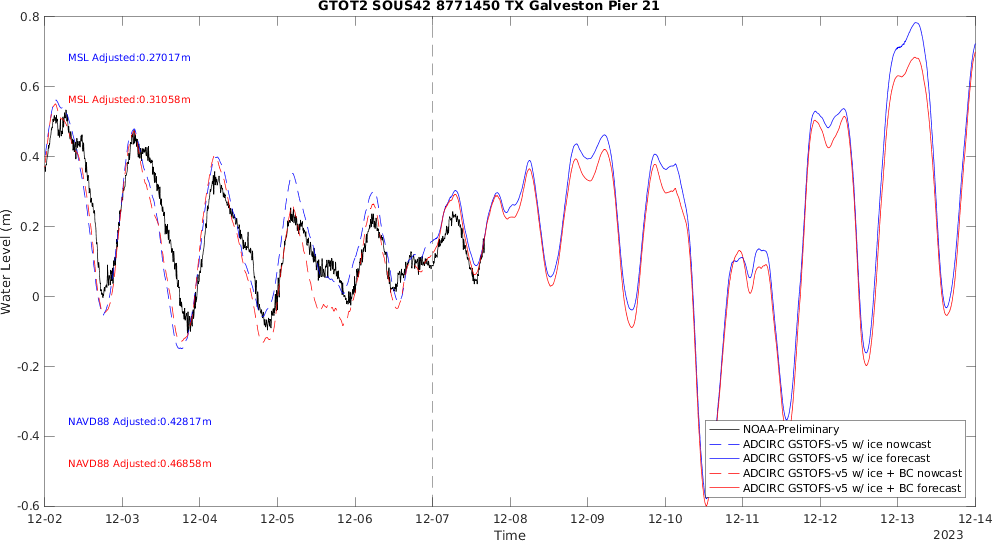 GTOT2 SOUS42 8771450 TX Galveston Pier 21
MSL Adjusted:0.27017m
MSL Adjusted:0.31058m
NAVD88 Adjusted:0.42817m
NAVD88 Adjusted:0.46858m
Water Level (m)
0.8
0.6
0.4
0.2
0
-0.2
-0.4
-0.6
NOAA-Preliminary
ADCIRC GSTOFS-v5 w/ ice nowcast
ADCIRC GSTOFS-v5 w/ ice forecast
ADCIRC GSTOFS-v5 w/ ice + BC nowcast
ADCIRC GSTOFS-v5 w/ ice + BC forecast
12-02 12-03 12-04 12-05 12-06 12-07 12-08 12-09 12-10 12-11 12-12 12-13 12-14
Time
2023